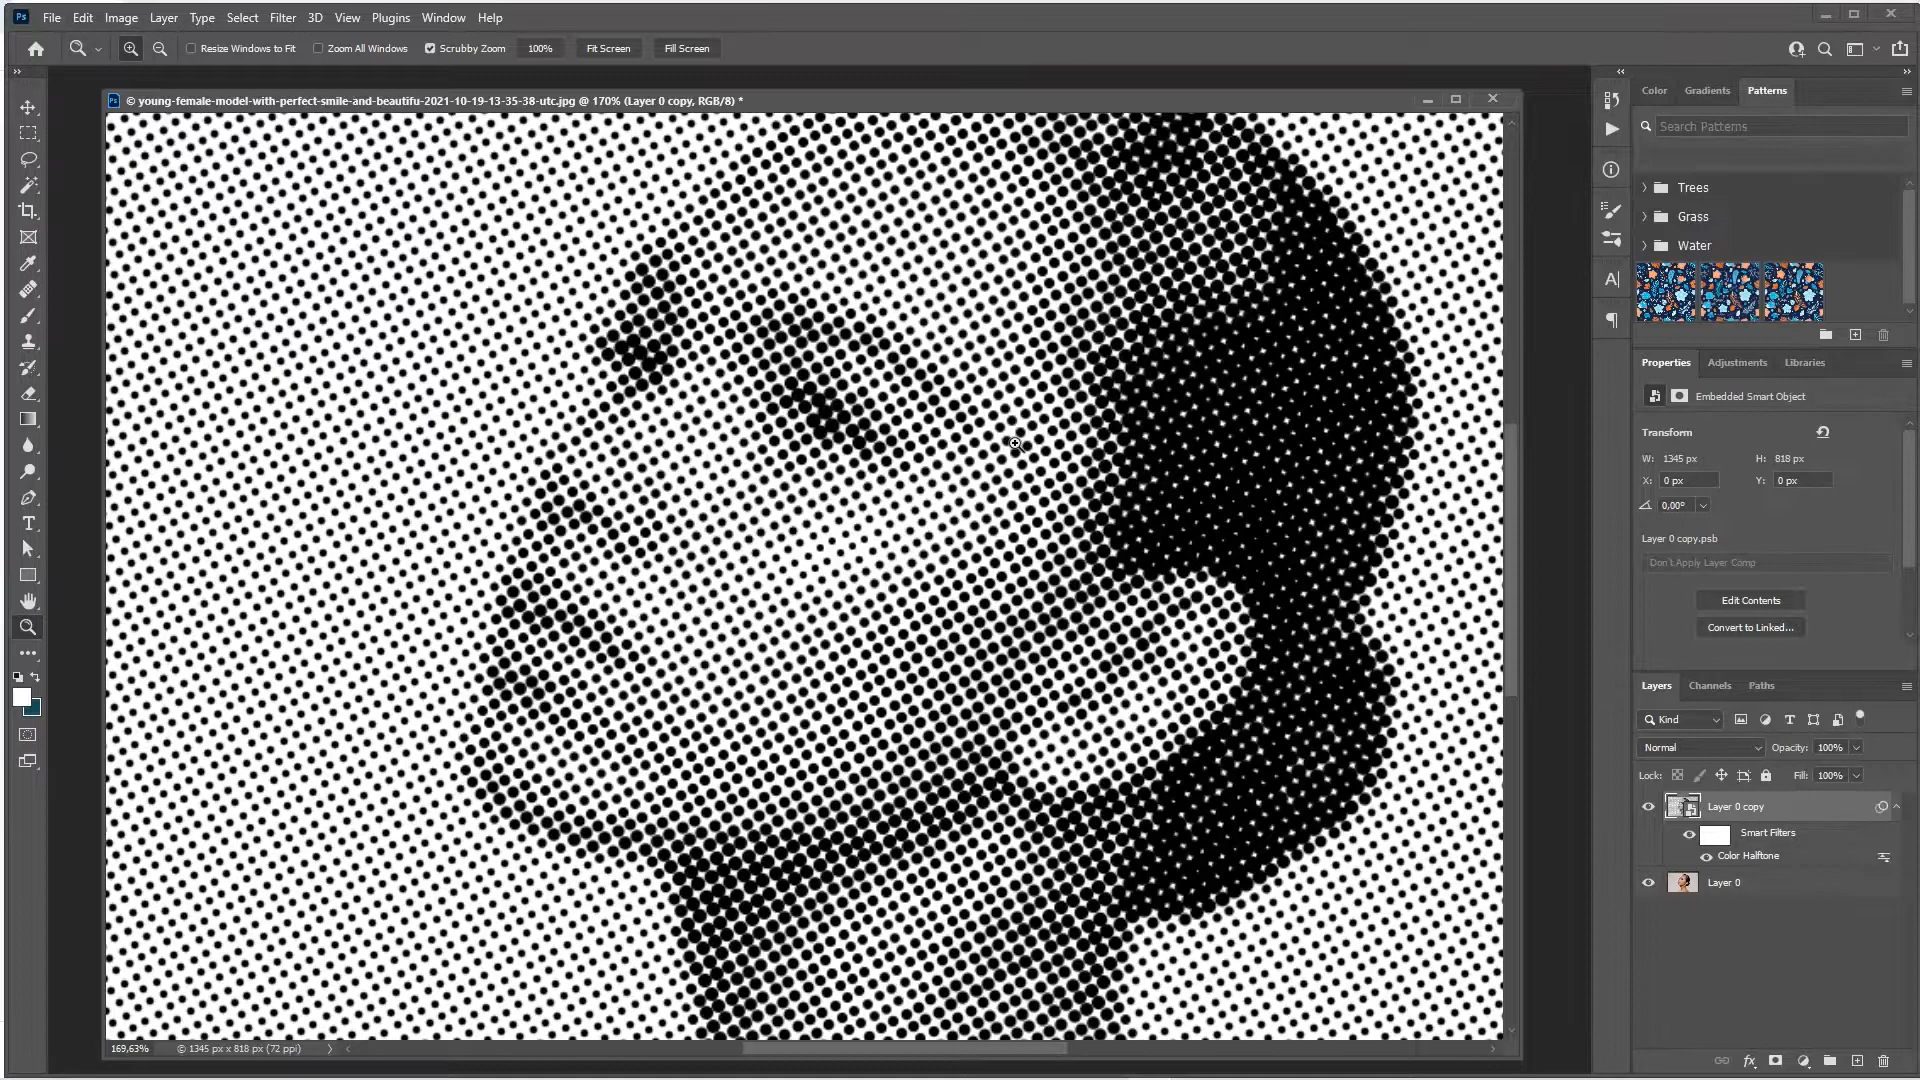 Ps File Edit Image Layer Type Select Filter 3D View Plugins Window Help
Resize Windows to Fit Zoom All Windows Scrubby Zoom 100% Fit Screen Fill Screen
Ps © young-female-model-with-perfect-smile-and-beautifu-2021-10-19-13-35-38-utc.jpg @ 170% (Layer 0 copy, RGB/8) *
Color Gradients Patterns
Search Patterns
Trees
Grass
Water
Properties Adjustments Libraries
Embedded Smart Object
Transform
W: 1345 px H: 818 px
X: 0 px Y: 0 px
0,00°
Layer 0 copy.psb
Don't Apply Layer Comp
Edit Contents
Convert to Linked...
Layers Channels Paths
Kind
Normal Opacity: 100%
Lock: Fill: 100%
Layer 0 copy
Smart Filters
Color Halftone
Layer 0
169,63% © 1345 px x 818 px (72 ppi)